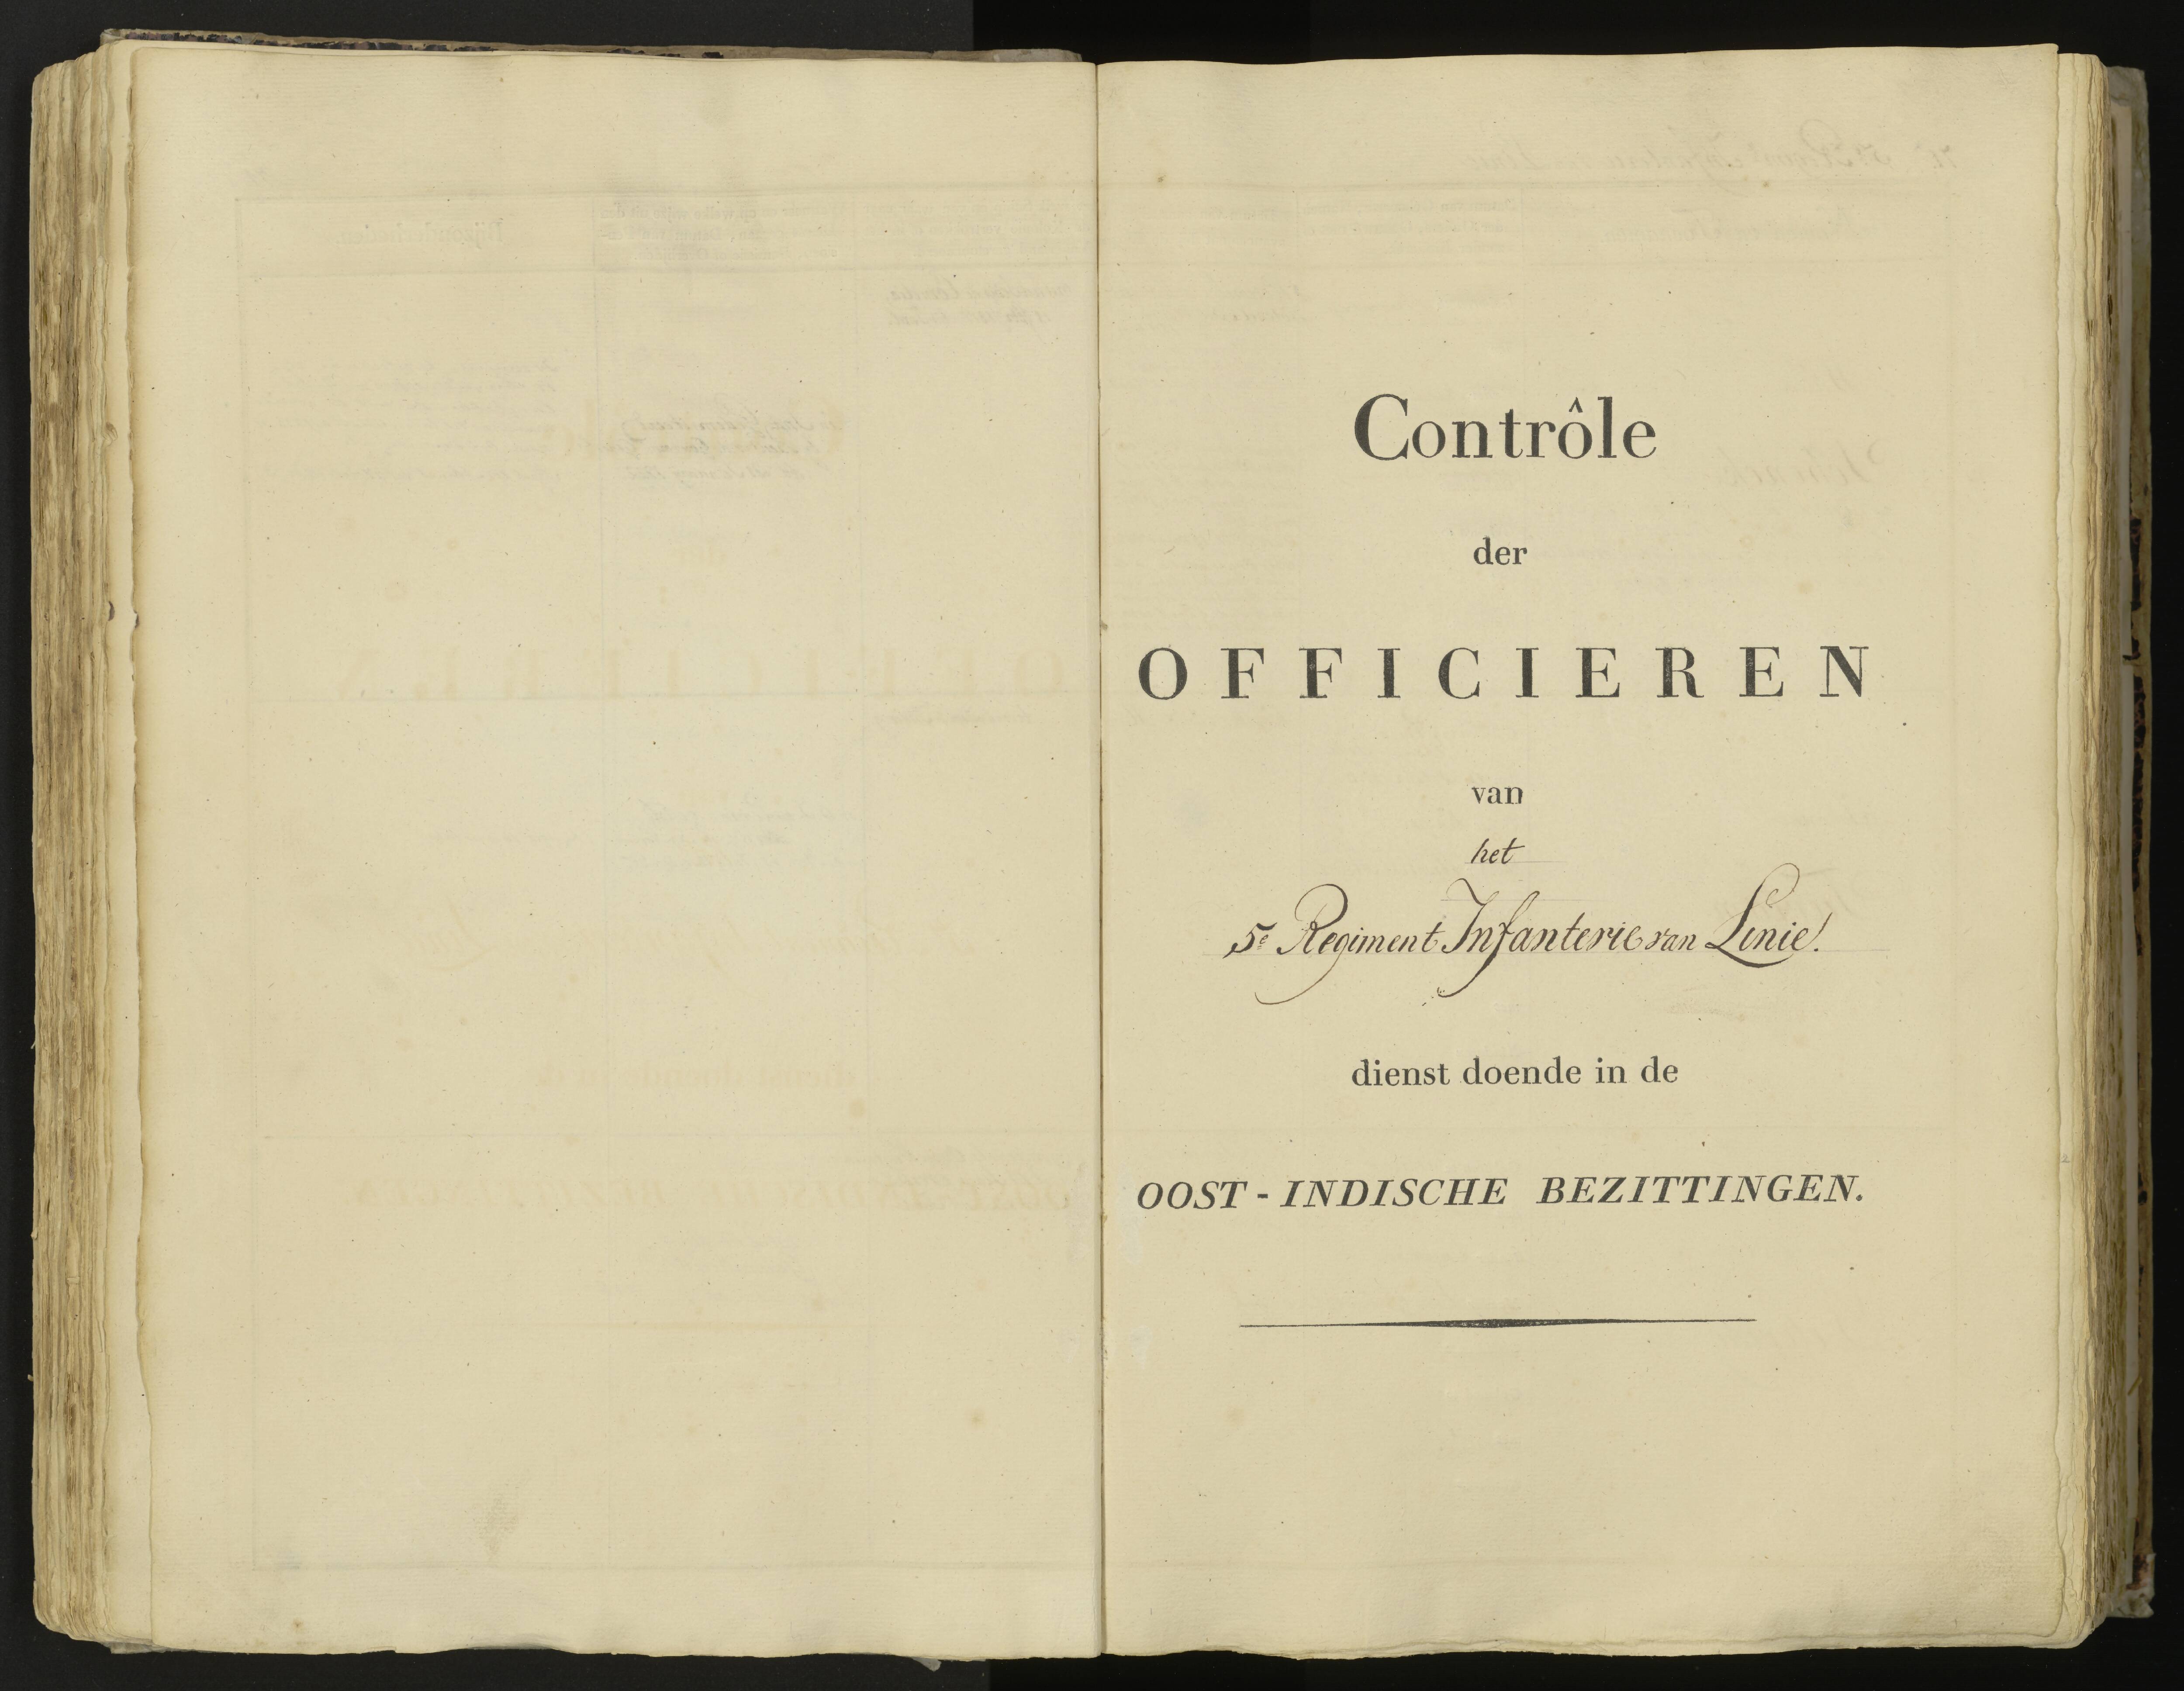 Contrôle
der
OFFICIEREN
van
het
5e Regiment Infanterie van Linie.
dienst doende in de
OOST-INDISCHE BEZITTINGEN.